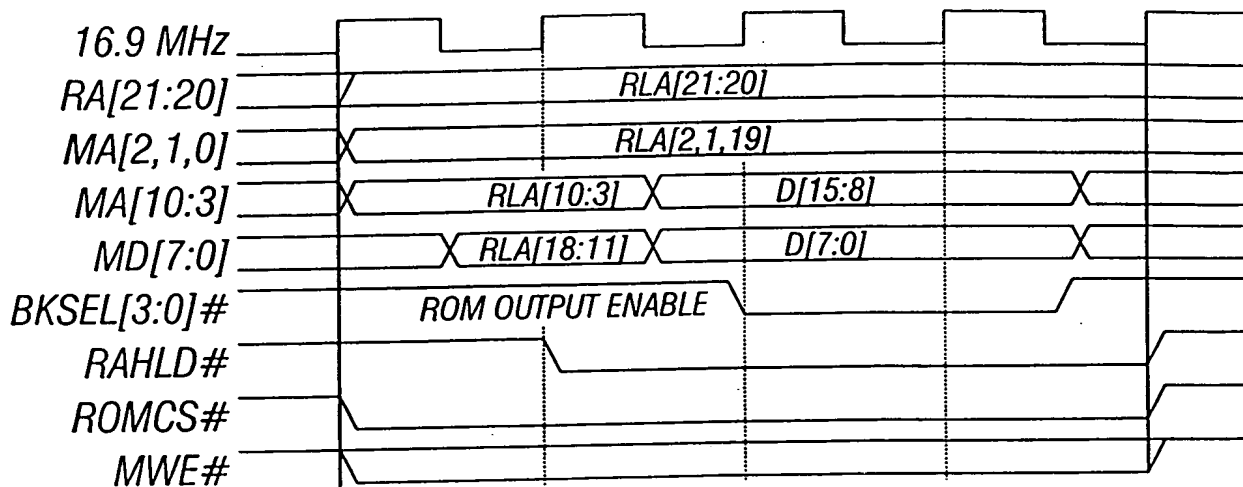 16.9 MHz
RA[21:20] RLA[21:20]
MA[2,1,0] RLA[2,1,19]
MA[10:3] RLA[10:3] D[15:8]
MD[7:0] RLA[18:11] D[7:0]
BKSEL[3:0]# ROM OUTPUT ENABLE
RAHLD#
ROMCS#
MWE#